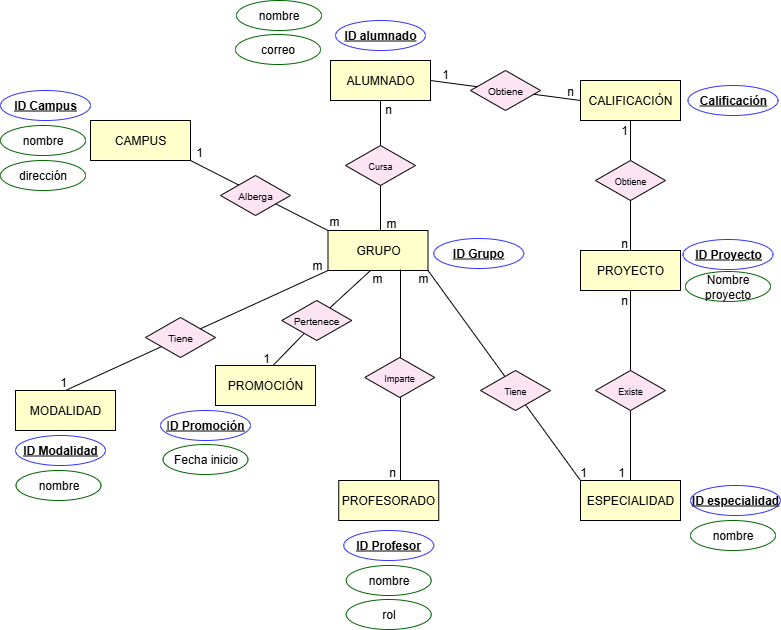 nombre
correo
ID alumnado
ALUMNADO
1
Obtiene
n
CALIFICACIÓN
Calificación
ID Campus
nombre
dirección
CAMPUS
1
Alberga
m
n
Cursa
m
1
Obtiene
n
GRUPO
ID Grupo
PROYECTO
ID Proyecto
Nombre
proyecto
m
m
m
n
Tiene
Pertenece
1
1
Imparte
Tiene
Existe
MODALIDAD
ID Modalidad
nombre
PROMOCIÓN
ID Promoción
Fecha inicio
n
PROFESORADO
ID Profesor
nombre
rol
1
1
ESPECIALIDAD
ID especialidad
nombre